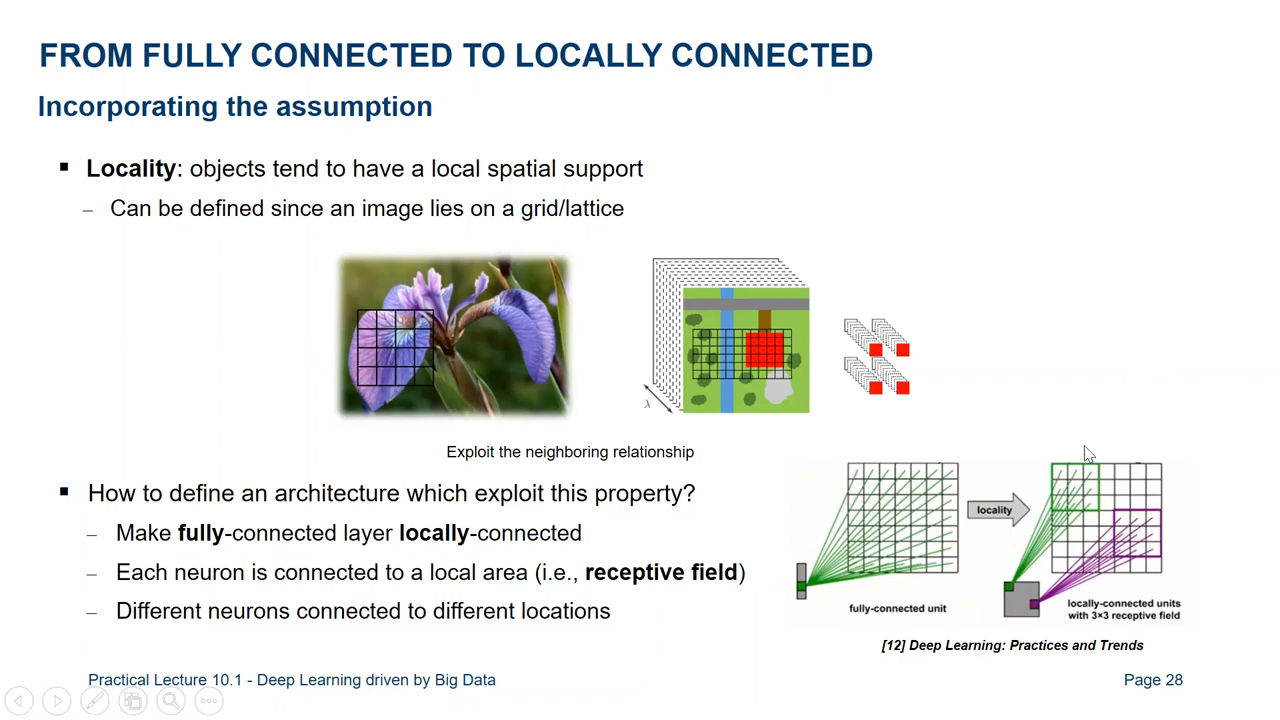 FROM FULLY CONNECTED TO LOCALLY CONNECTED
Incorporating the assumption
▪ Locality: objects tend to have a local spatial support
– Can be defined since an image lies on a grid/lattice
λ
Exploit the neighboring relationship
▪ How to define an architecture which exploit this property?
– Make fully-connected layer locally-connected
– Each neuron is connected to a local area (i.e., receptive field)
– Different neurons connected to different locations
locality
fully-connected unit
locally-connected units
with 3×3 receptive field
[12] Deep Learning: Practices and Trends
Practical Lecture 10.1 - Deep Learning driven by Big Data
Page 28